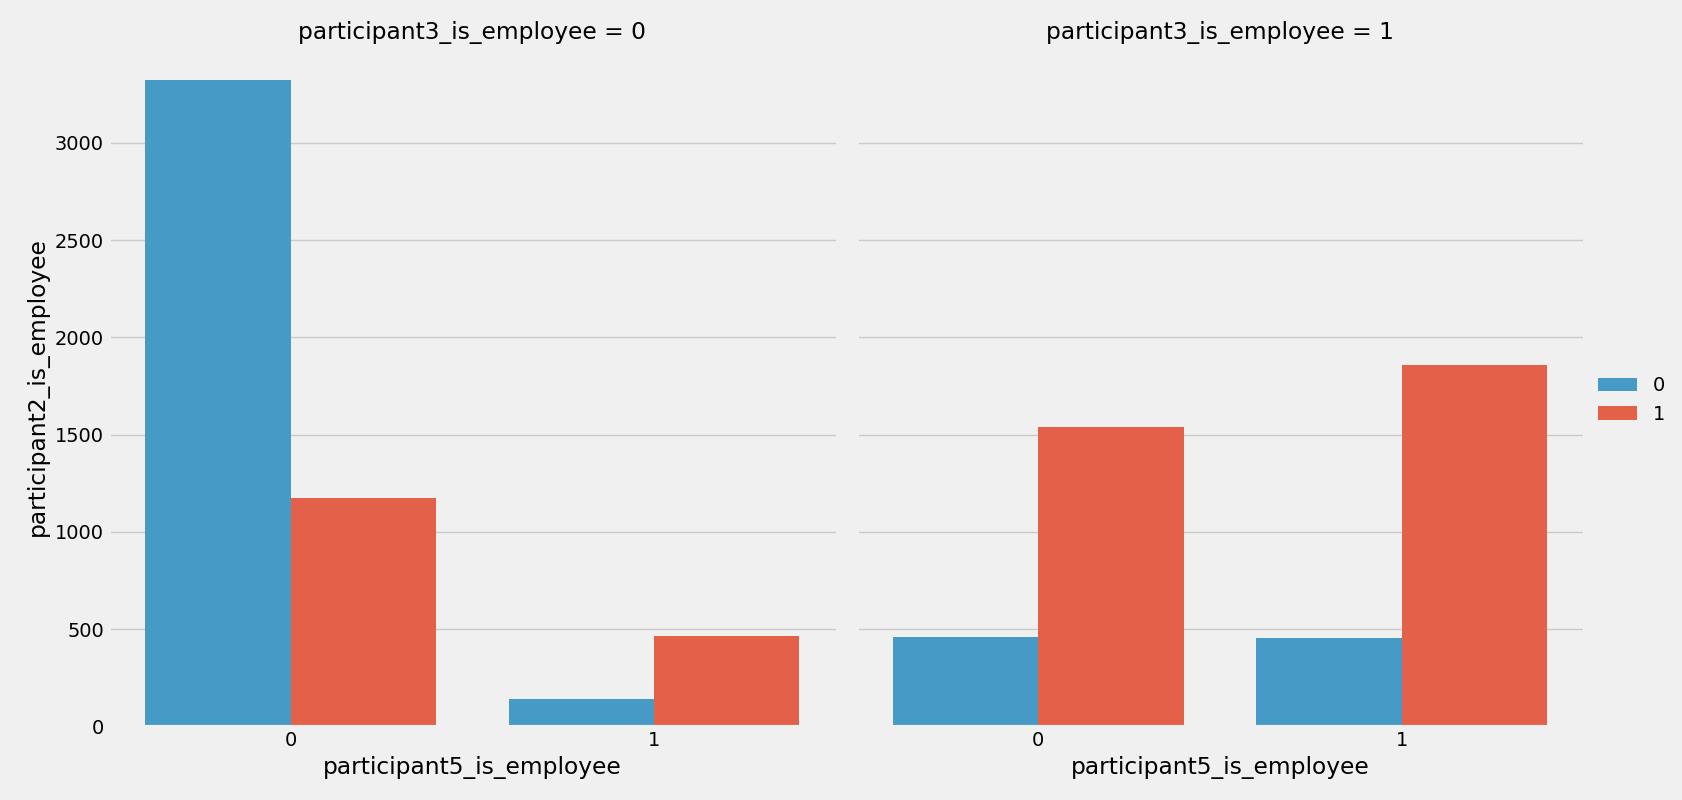 participant3_is_employee = 0
participant3_is_employee = 1
participant2_is_employee
3000
2500
2000
1500
1000
500
0
0
1
0
1
participant5_is_employee
participant5_is_employee
0
1